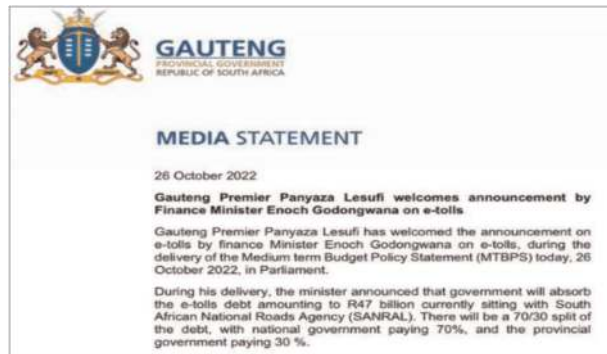 GAUTENG
PROVINCIAL GOVERNMENT
REPUBLIC OF SOUTH AFRICA
MEDIA STATEMENT
26 October 2022
Gauteng Premier Panyaza Lesufi welcomes announcement by
Finance Minister Enoch Godongwana on e-tolls
Gauteng Premier Panyaza Lesufi has welcomed the announcement on
e-tolls by finance Minister Enoch Godongwana on e-tolls, during the
delivery of the Medium term Budget Policy Statement (MTBPS) today, 26
October 2022, in Parliament.
During his delivery, the minister announced that government will absorb
the e-tolls debt amounting to R47 billion currently sitting with South
African National Roads Agency (SANRAL). There will be a 70/30 split of
the debt, with national government paying 70%, and the provincial
government paying 30 %.